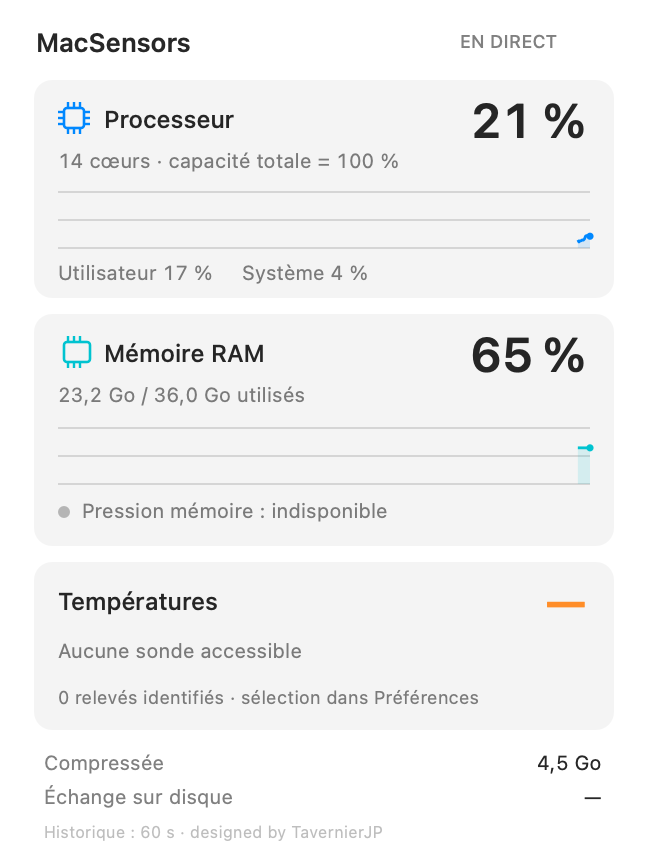 MacSensors
EN DIRECT
Processeur
21 %
14 cœurs · capacité totale = 100 %
Utilisateur 17 %
Système 4 %
Mémoire RAM
65 %
23,2 Go / 36,0 Go utilisés
Pression mémoire : indisponible
Températures
—
Aucune sonde accessible
0 relevés identifiés · sélection dans Préférences
Compressée
4,5 Go
Échange sur disque
—
Historique : 60 s · designed by TavernierJP